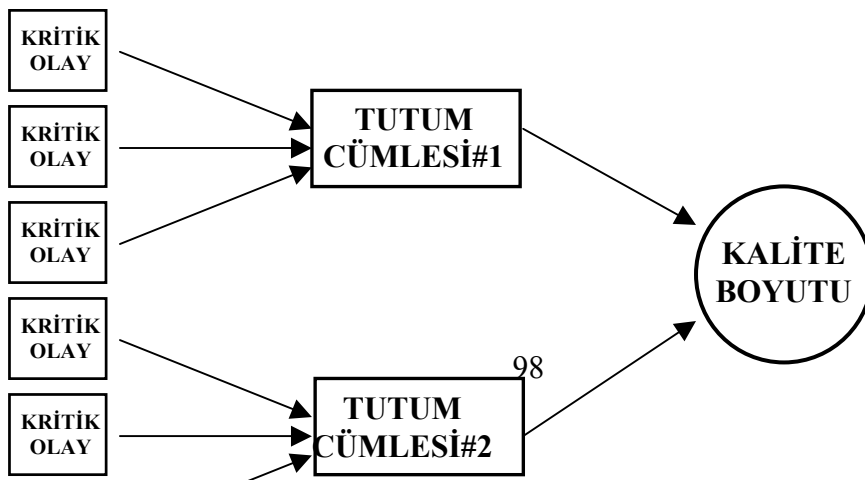 KRİTİK
OLAY
KRİTİK
OLAY
KRİTİK
OLAY
KRİTİK
OLAY
KRİTİK
OLAY
TUTUM
CÜMLESİ#1
98
TUTUM
CÜMLESİ#2
KALİTE
BOYUTU